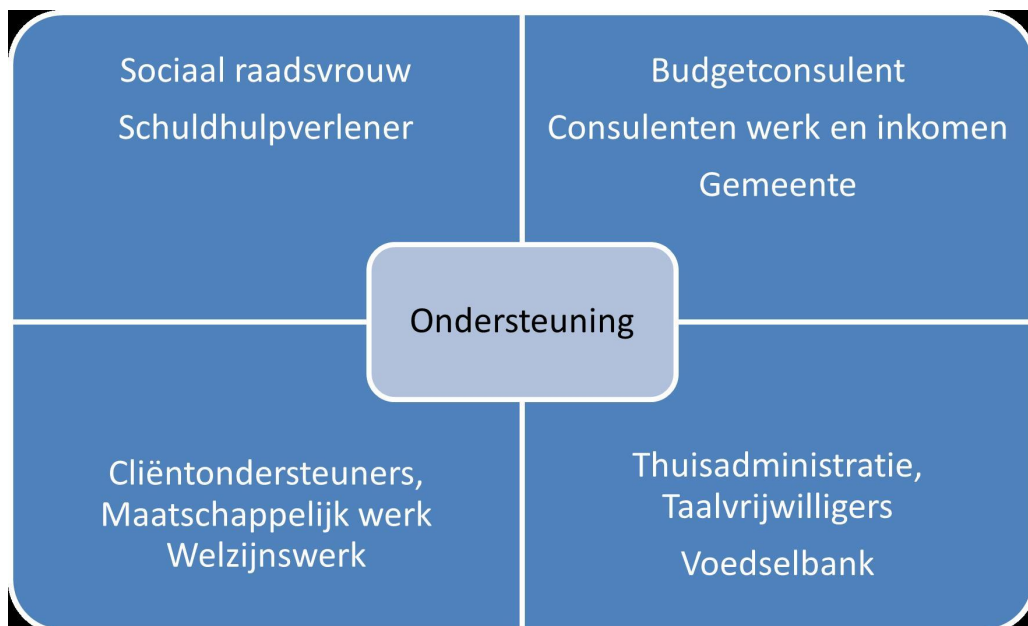 Sociaal raadsvrouw
Schuldhulpverlener
Budgetconsulent
Consulenten werk en inkomen
Gemeente
Ondersteuning
Cliëntondersteuners,
Maatschappelijk werk
Welzijnswerk
Thuisadministratie,
Taalvrijwilligers
Voedselbank